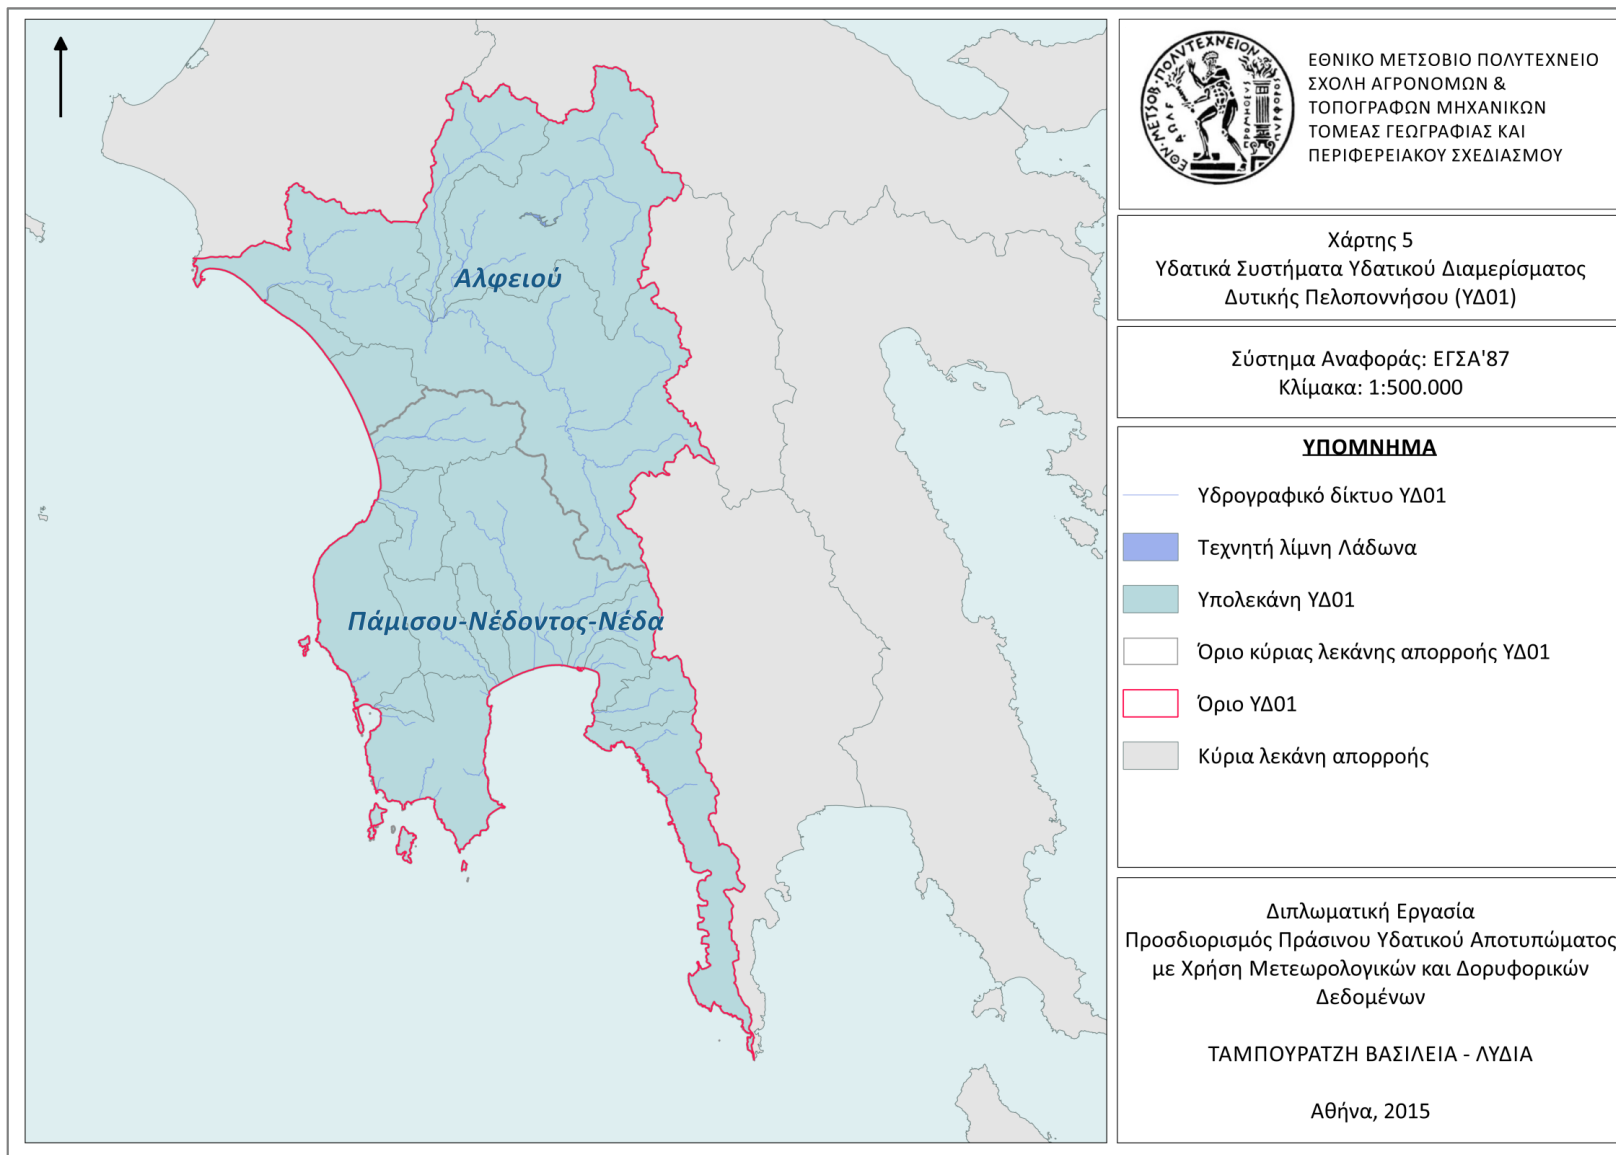 Αλφειού
Πάμισου-Νέδοντος-Νέδα
ΕΘΝΙΚΟ ΜΕΤΣΟΒΙΟ ΠΟΛΥΤΕΧΝΕΙΟ
ΣΧΟΛΗ ΑΓΡΟΝΟΜΩΝ &
ΤΟΠΟΓΡΑΦΩΝ ΜΗΧΑΝΙΚΩΝ
ΤΟΜΕΑΣ ΓΕΩΓΡΑΦΙΑΣ ΚΑΙ
ΠΕΡΙΦΕΡΕΙΑΚΟΥ ΣΧΕΔΙΑΣΜΟΥ
Χάρτης 5
Υδατικά Συστήματα Υδατικού Διαμερίσματος
Δυτικής Πελοποννήσου (ΥΔ01)
Σύστημα Αναφοράς: ΕΓΣΑ'87
Κλίμακα: 1:500.000
ΥΠΟΜΝΗΜΑ
Υδρογραφικό δίκτυο ΥΔ01
Τεχνητή λίμνη Λάδωνα
Υπολεκάνη ΥΔ01
Όριο κύριας λεκάνης απορροής ΥΔ01
Όριο ΥΔ01
Κύρια λεκάνη απορροής
Διπλωματική Εργασία
Προσδιορισμός Πράσινου Υδατικού Αποτυπώματος
με Χρήση Μετεωρολογικών και Δορυφορικών
Δεδομένων
ΤΑΜΠΟΥΡΑΤΖΗ ΒΑΣΙΛΕΙΑ - ΛΥΔΙΑ
Αθήνα, 2015